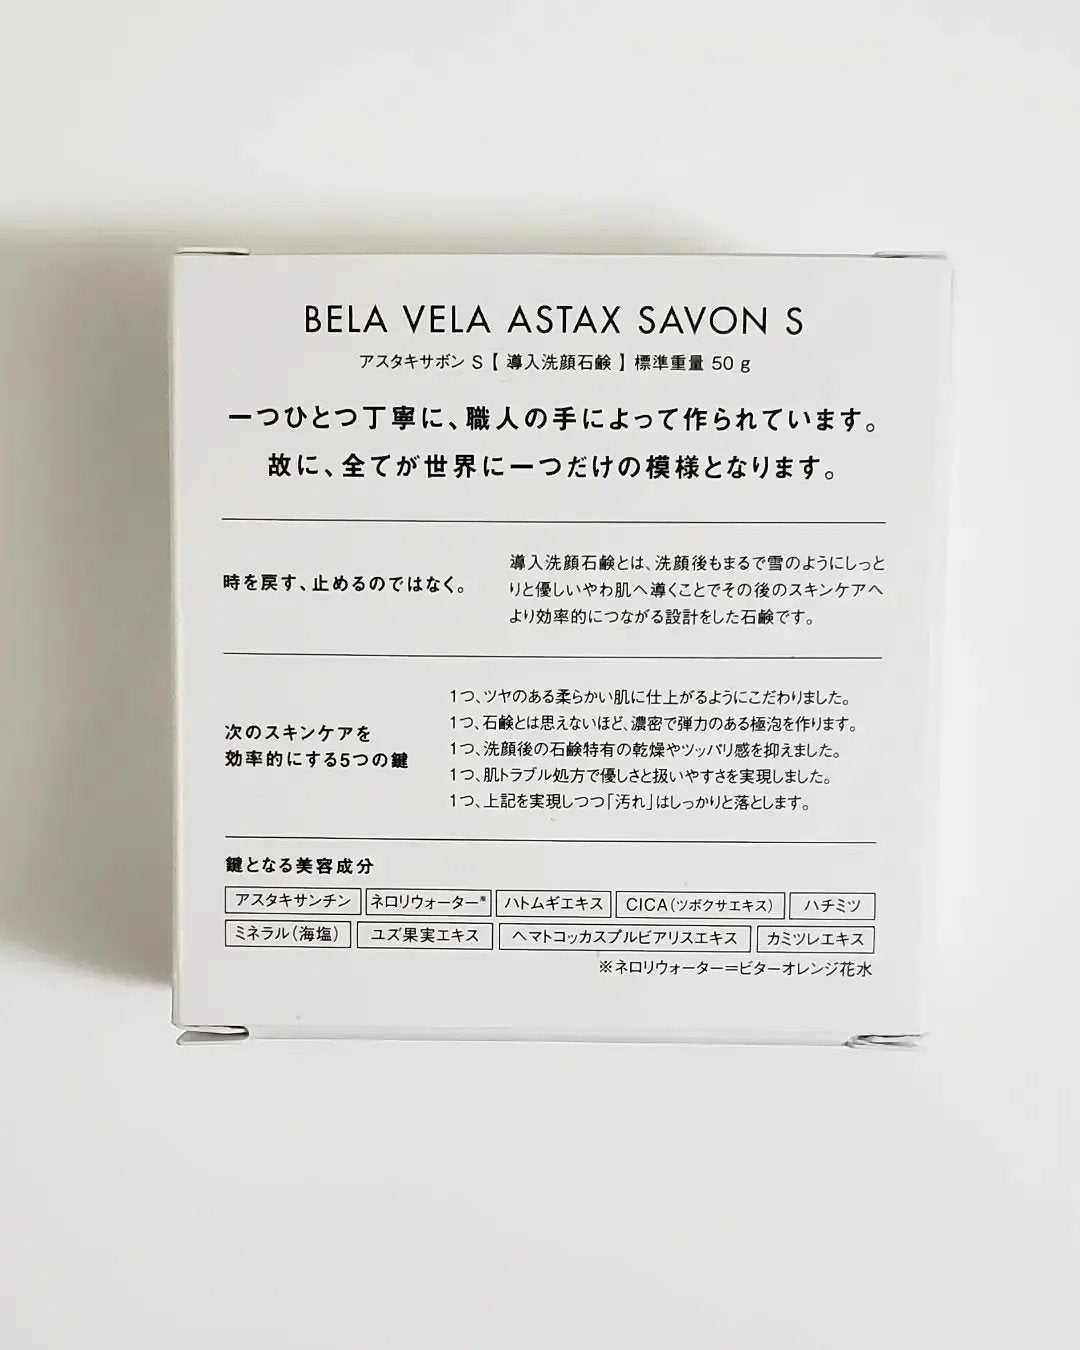 BELA VELA ASTAX SAVON S
アスタキサボン S【 導入洗顔石鹸 】標準重量 50 g
一つひとつ丁寧に、職人の手によって作られています。
故に、全てが世界に一つだけの模様となります。
時を戻す、止めるのではなく。
導入洗顔石鹸とは、洗顔後もまるで雪のようにしっと
りと優しいやわ肌へ導くことでその後のスキンケアへ
より効率的につながる設計をした石鹸です。
次のスキンケアを
効率的にする5つの鍵
1つ、ツヤのある柔らかい肌に仕上がるようにこだわりました。
1つ、石鹸とは思えないほど、濃密で弾力のある極泡を作ります。
1つ、洗顔後の石鹸特有の乾燥やツッパリ感を抑えました。
1つ、肌トラブル処方で優しさと扱いやすさを実現しました。
1つ、上記を実現しつつ「汚れ」はしっかりと落とします。
鍵となる美容成分
アスタキサンチン ネロリウォーター※ ハトムギエキス CICA(ツボクサエキス) ハチミツ
ミネラル(海塩) ユズ果実エキス ヘマトコッカスプルビアリスエキス カミツレエキス
※ネロリウォーター＝ビターオレンジ花水